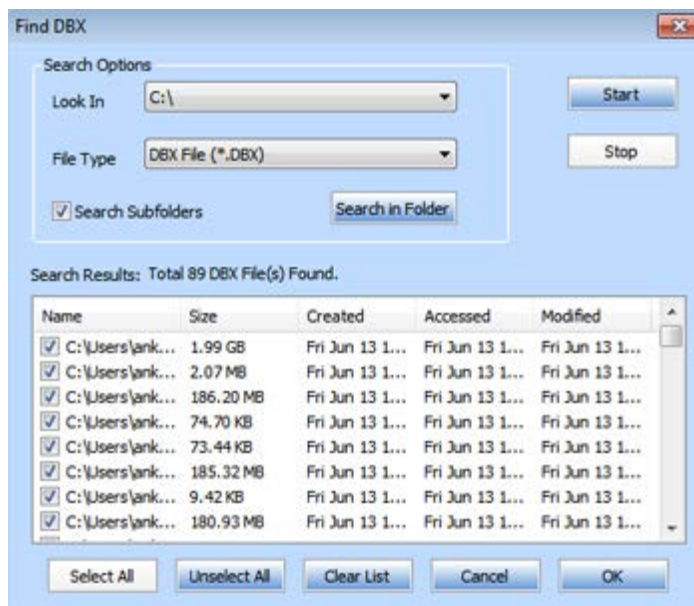 Find DBX
Search Options
Look In C:\
Start
File Type DBX File (*.DBX)
Stop
Search Subfolders Search in Folder
Search Results: Total 89 DBX File(s) Found.
Name Size Created Accessed Modified
C:\Users\ank... 1.99 GB Fri Jun 13 1... Fri Jun 13 1... Fri Jun 13 1...
C:\Users\ank... 2.07 MB Fri Jun 13 1... Fri Jun 13 1... Fri Jun 13 1...
C:\Users\ank... 186.20 MB Fri Jun 13 1... Fri Jun 13 1... Fri Jun 13 1...
C:\Users\ank... 74.70 KB Fri Jun 13 1... Fri Jun 13 1... Fri Jun 13 1...
C:\Users\ank... 73.44 KB Fri Jun 13 1... Fri Jun 13 1... Fri Jun 13 1...
C:\Users\ank... 185.32 MB Fri Jun 13 1... Fri Jun 13 1... Fri Jun 13 1...
C:\Users\ank... 9.42 KB Fri Jun 13 1... Fri Jun 13 1... Fri Jun 13 1...
C:\Users\ank... 180.93 MB Fri Jun 13 1... Fri Jun 13 1... Fri Jun 13 1...
Select All Unselect All Clear List Cancel OK